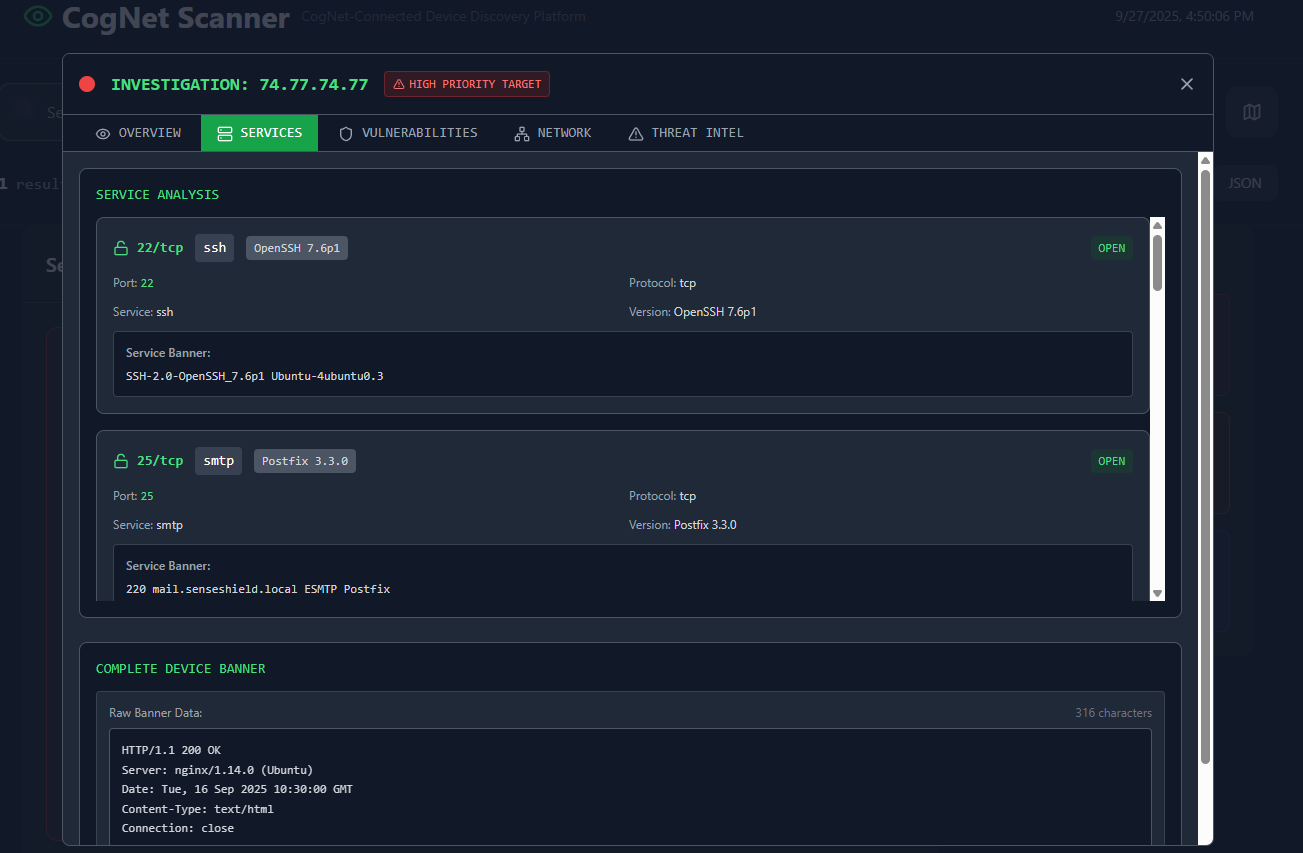 CogNet Scanner CogNet-Connected Device Discovery Platform 9/27/2025, 4:50:06 PM
INVESTIGATION: 74.77.74.77 HIGH PRIORITY TARGET
OVERVIEW SERVICES VULNERABILITIES NETWORK THREAT INTEL
1 resul
JSON
SERVICE ANALYSIS
22/tcp ssh OpenSSH 7.6p1 OPEN
Port: 22 Protocol: tcp
Service: ssh Version: OpenSSH 7.6p1
Service Banner:
SSH-2.0-OpenSSH_7.6p1 Ubuntu-4ubuntu0.3
25/tcp smtp Postfix 3.3.0 OPEN
Port: 25 Protocol: tcp
Service: smtp Version: Postfix 3.3.0
Service Banner:
220 mail.senseshield.local ESMTP Postfix
COMPLETE DEVICE BANNER
Raw Banner Data: 316 characters
HTTP/1.1 200 OK
Server: nginx/1.14.0 (Ubuntu)
Date: Tue, 16 Sep 2025 10:30:00 GMT
Content-Type: text/html
Connection: close